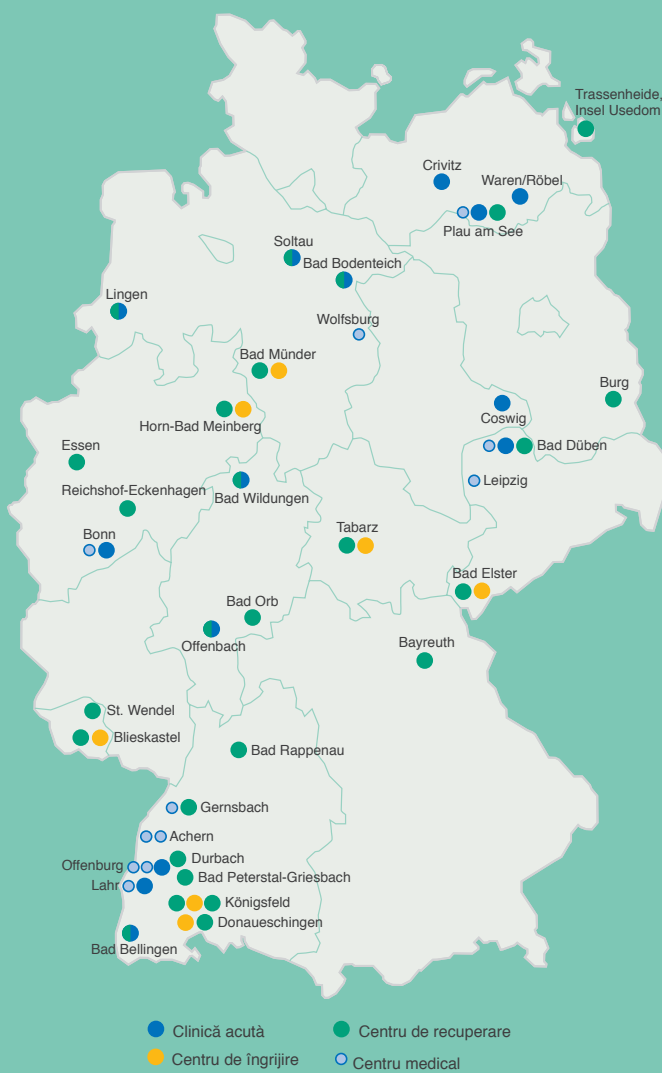 Trassenheide,
Insel Usedom
Crivitz
Waren/Röbel
Plau am See
Soltau
Bad Bodenteich
Lingen
Wolfsburg
Bad Münder
Burg
Coswig
Horn-Bad Meinberg
Bad Düben
Essen
Leipzig
Reichshof-Eckenhagen
Bad Wildungen
Tabarz
Bonn
Bad Elster
Bad Orb
Offenbach
Bayreuth
St. Wendel
Blieskastel
Bad Rappenau
Gernsbach
Achern
Durbach
Offenburg
Bad Peterstal-Griesbach
Lahr
Königsfeld
Donaueschingen
Bad Bellingen
Clinică acută
Centru de recuperare
Centru de îngrijire
Centru medical